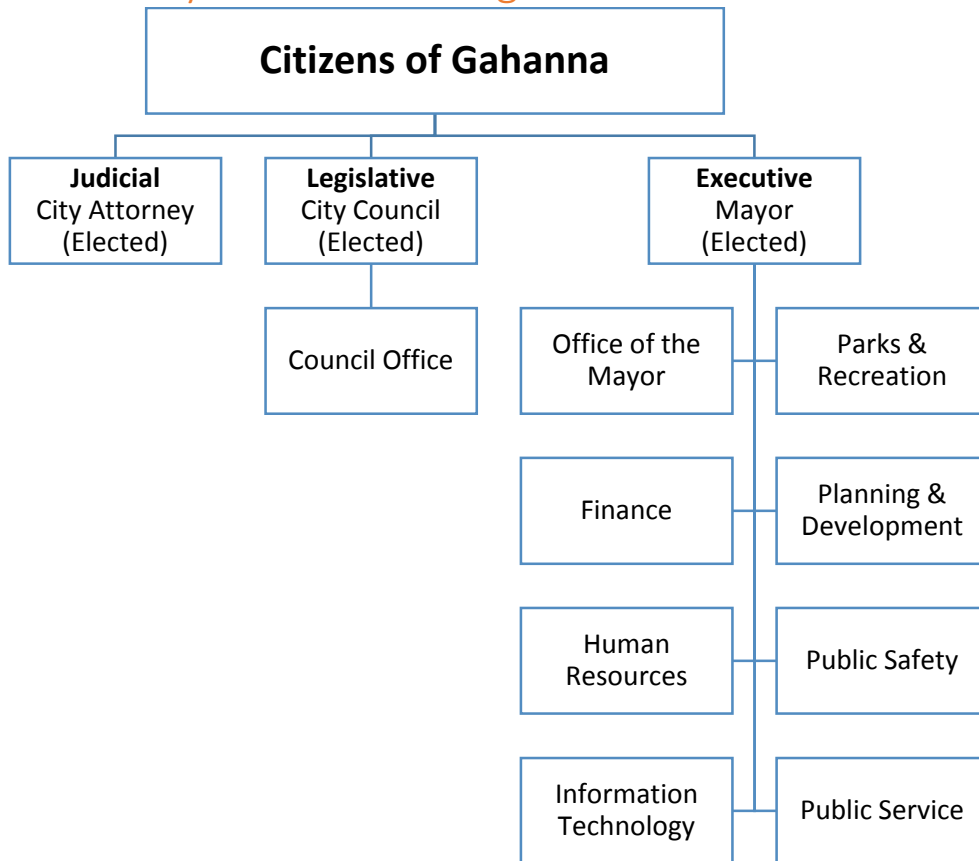 Citizens of Gahanna
Judicial
City Attorney
(Elected)
Legislative
City Council
(Elected)
Executive
Mayor
(Elected)
Council Office
Office of the
Mayor
Parks &
Recreation
Finance
Planning &
Development
Human
Resources
Public Safety
Information
Technology
Public Service